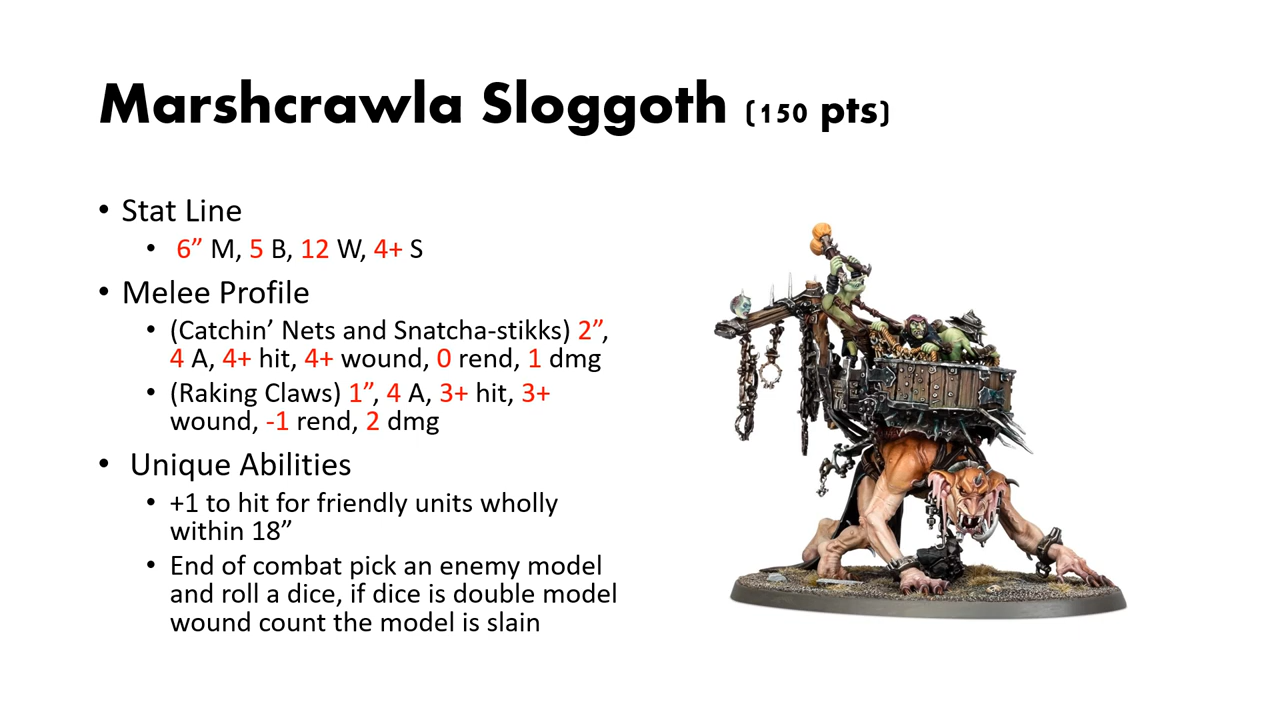 Marshcrawla Sloggoth (150 pts)
• Stat Line
• 6” M, 5 B, 12 W, 4+ S
• Melee Profile
• (Catchin’ Nets and Snatcha-stikks) 2”,
4 A, 4+ hit, 4+ wound, 0 rend, 1 dmg
• (Raking Claws) 1”, 4 A, 3+ hit, 3+
wound, -1 rend, 2 dmg
• Unique Abilities
• +1 to hit for friendly units wholly
within 18”
• End of combat pick an enemy model
and roll a dice, if dice is double model
wound count the model is slain